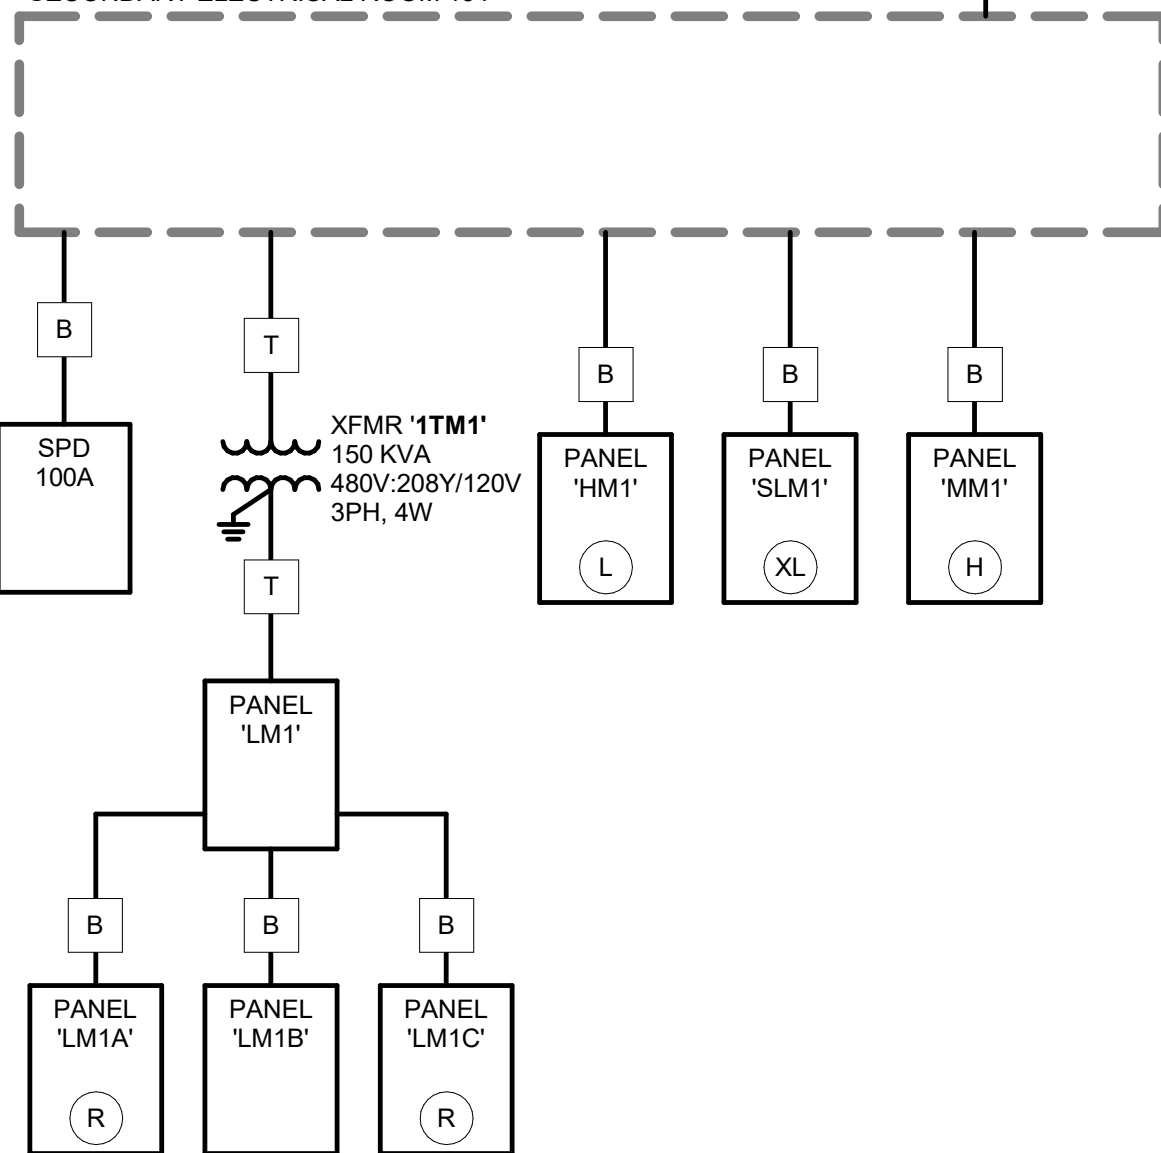 B
T
B
B
B
XFMR '1TM1'
150 KVA
480V:208Y/120V
3PH, 4W
SPD
100A
PANEL
'HM1'
L
PANEL
'SLM1'
XL
PANEL
'MM1'
H
T
PANEL
'LM1'
B
B
B
PANEL
'LM1A'
R
PANEL
'LM1B'
PANEL
'LM1C'
R